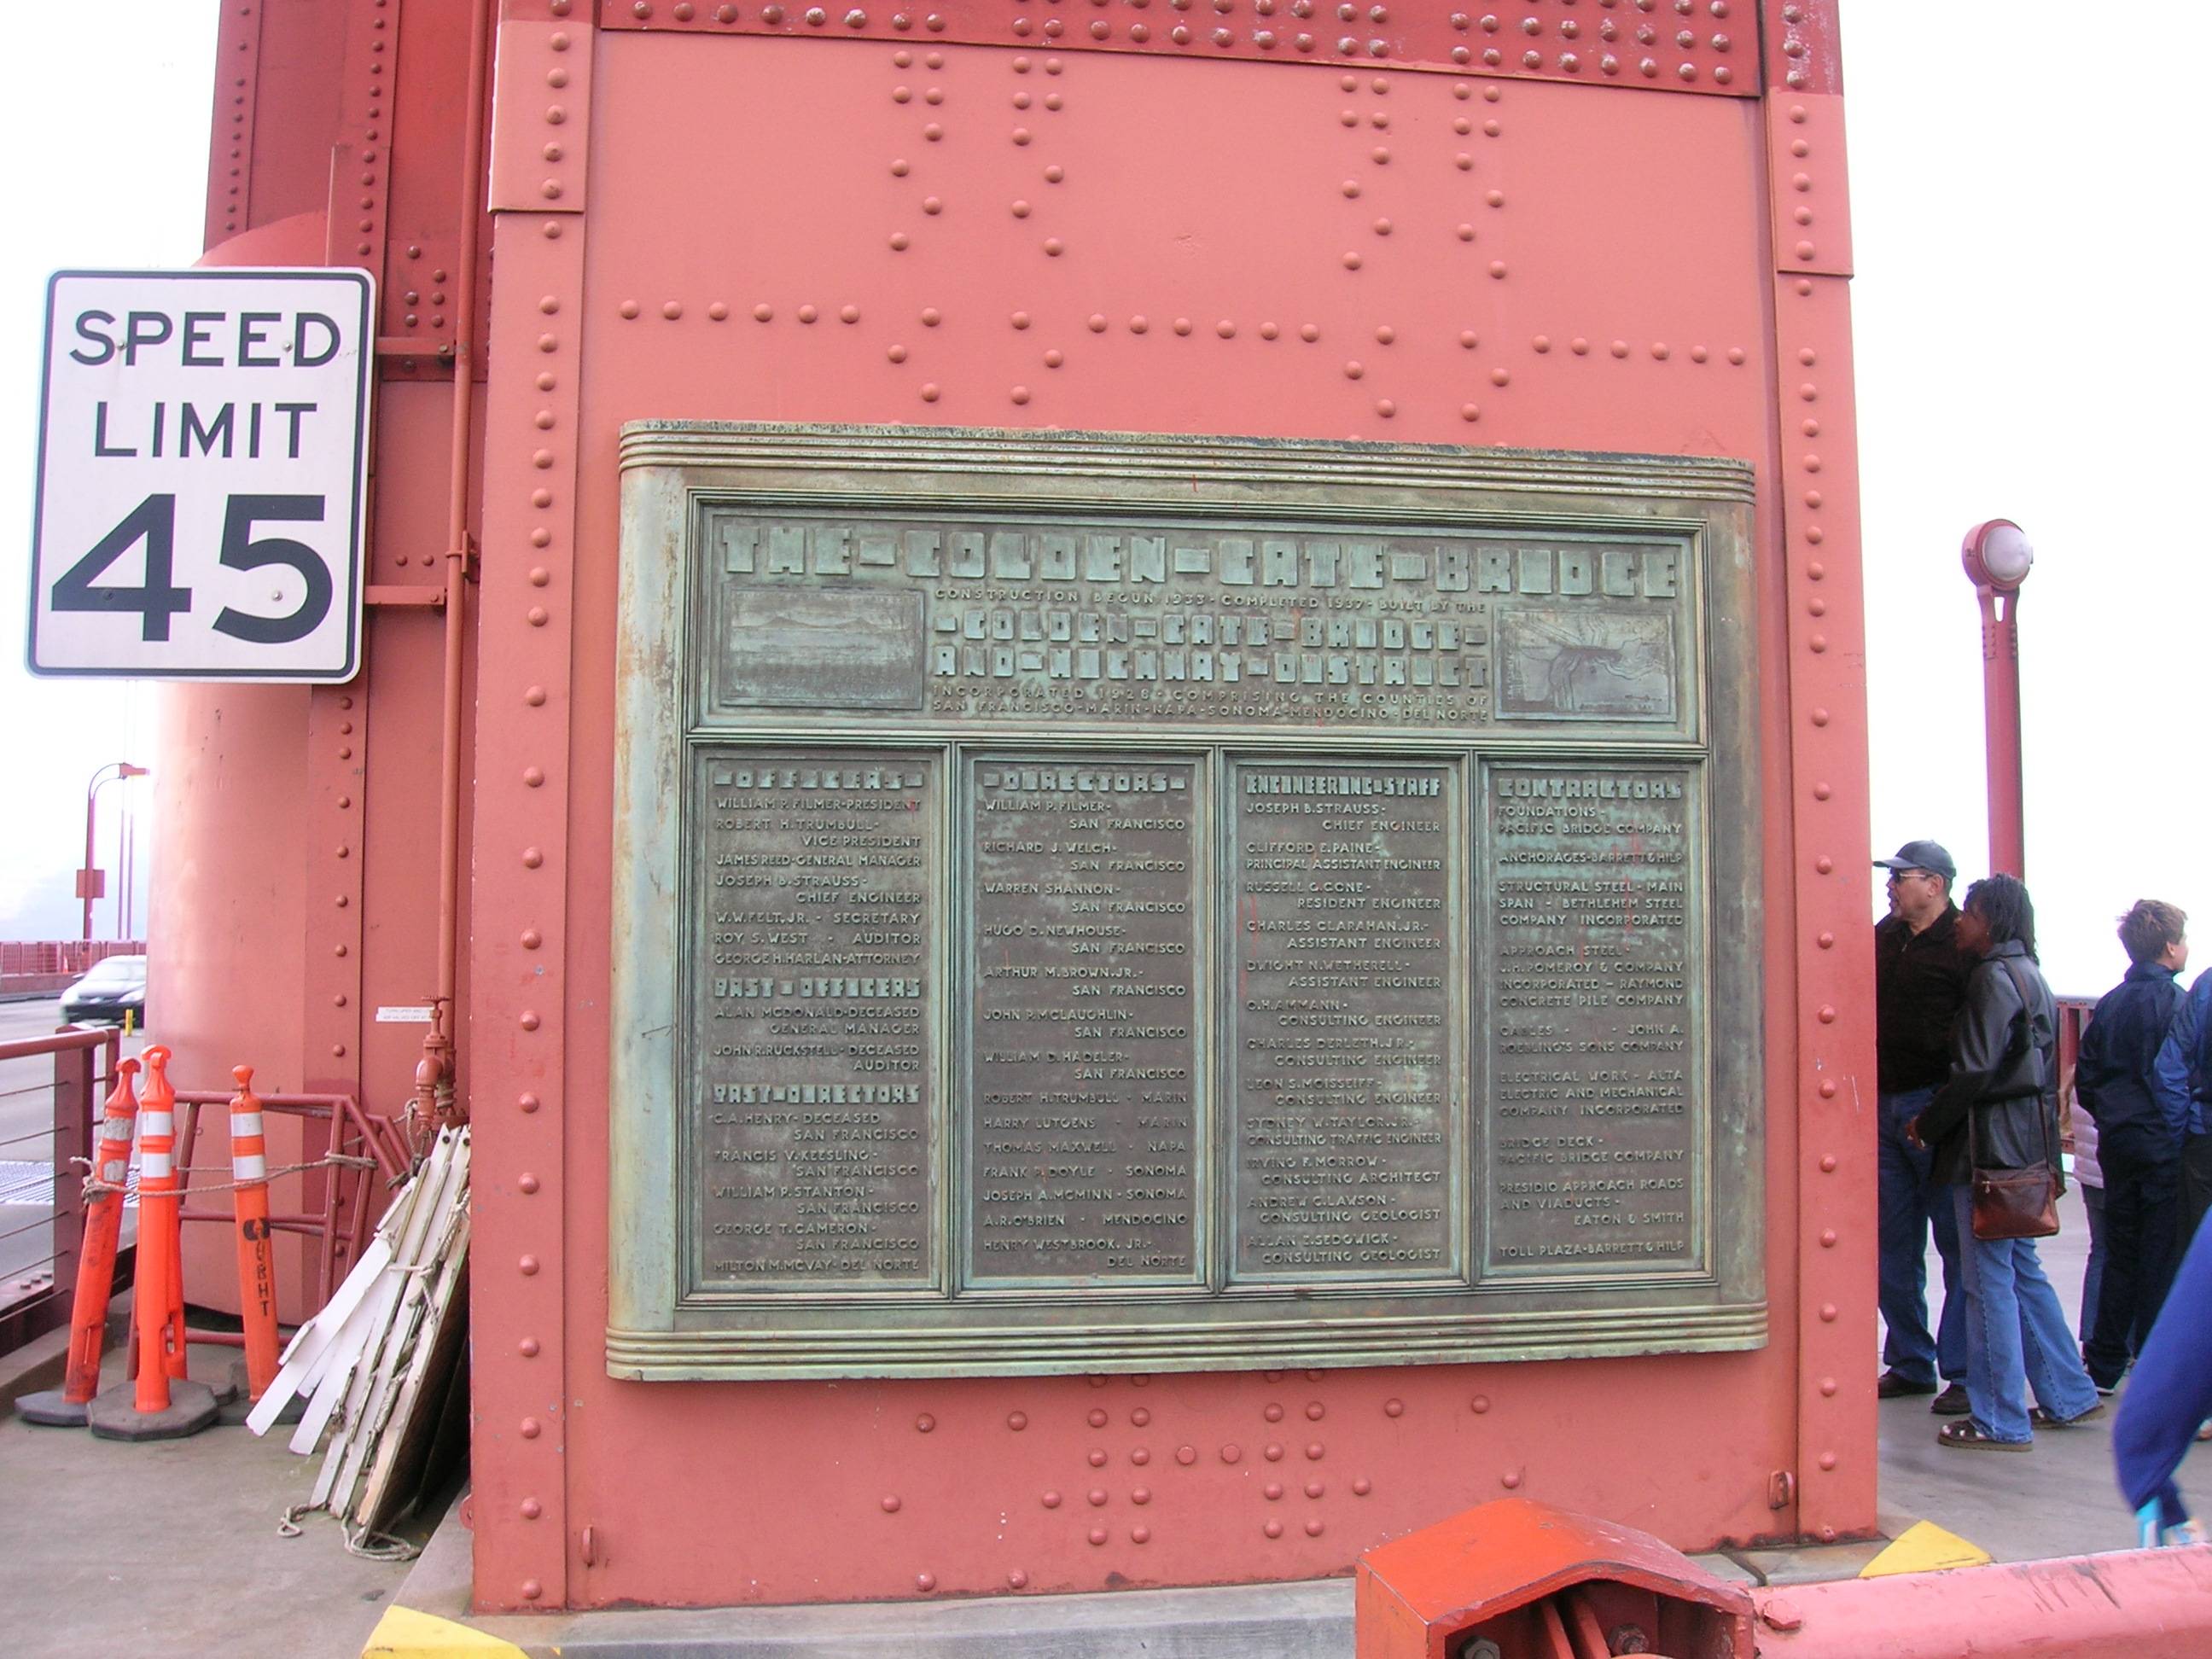 SPEED
LIMIT
45
THE-GOLDEN-GATE-BRIDGE
CONSTRUCTION BEGUN 1933 - COMPLETED 1937 - BUILT BY THE
-GOLDEN-GATE-BRIDGE-
AND-HIGHWAY-DISTRICT
INCORPORATED 1928 - COMPRISING THE COUNTIES OF
SAN FRANCISCO-MARIN-NAPA-SONOMA-MENDOCINO-DEL NORTE
-OFFICERS-
WILLIAM P. FILMER-PRESIDENT
ROBERT H. TRUMBULL-
VICE PRESIDENT
JAMES REED-GENERAL MANAGER
JOSEPH B. STRAUSS-
CHIEF ENGINEER
W.W. FELT, JR. - SECRETARY
ROY S. WEST - AUDITOR
GEORGE H. HARLAN-ATTORNEY
PAST-OFFICERS
ALAN MCDONALD-DECEASED
GENERAL MANAGER
JOHN R. RUCKSTELL-DECEASED
AUDITOR
PAST-DIRECTORS
C.A. HENRY-DECEASED
SAN FRANCISCO
FRANCIS V. KEESLING-
SAN FRANCISCO
WILLIAM P. STANTON-
SAN FRANCISCO
GEORGE T. CAMERON-
SAN FRANCISCO
MILTON M. MCVAY-DEL NORTE
-DIRECTORS-
WILLIAM P. FILMER-
SAN FRANCISCO
RICHARD J. WELCH-
SAN FRANCISCO
WARREN SHANNON-
SAN FRANCISCO
HUGO D. NEWHOUSE-
SAN FRANCISCO
ARTHUR M. BROWN, JR.-
SAN FRANCISCO
JOHN P. MCLAUGHLIN-
SAN FRANCISCO
WILLIAM D. HADELER-
SAN FRANCISCO
ROBERT H. TRUMBULL - MARIN
HARRY LUTGENS - MARIN
THOMAS MAXWELL - NAPA
FRANK P. DOYLE - SONOMA
JOSEPH A. MCMINN - SONOMA
A.R. O'BRIEN - MENDOCINO
HENRY WESTBROOK, JR.-
DEL NORTE
ENGINEERING-STAFF
JOSEPH B. STRAUSS-
CHIEF ENGINEER
CLIFFORD E. PAINE-
PRINCIPAL ASSISTANT ENGINEER
RUSSELL G. CONE-
RESIDENT ENGINEER
CHARLES CLARAHAN, JR.-
ASSISTANT ENGINEER
DWIGHT N. WETHERELL-
ASSISTANT ENGINEER
O.H. AMMANN-
CONSULTING ENGINEER
CHARLES DERLETH, JR.-
CONSULTING ENGINEER
LEON S. MOISSEIFF-
CONSULTING ENGINEER
SYDNEY W. TAYLOR, JR.-
CONSULTING TRAFFIC ENGINEER
IRVING F. MORROW-
CONSULTING ARCHITECT
ANDREW C. LAWSON-
CONSULTING GEOLOGIST
ALLAN E. SEDGWICK-
CONSULTING GEOLOGIST
CONTRACTORS
FOUNDATIONS-
PACIFIC BRIDGE COMPANY
ANCHORAGES-BARRETT & HILP
STRUCTURAL STEEL-MAIN
SPAN - BETHLEHEM STEEL
COMPANY INCORPORATED
APPROACH STEEL-
J.H. POMEROY & COMPANY
INCORPORATED - RAYMOND
CONCRETE PILE COMPANY
CABLES - - JOHN A.
ROEBLING'S SONS COMPANY
ELECTRICAL WORK - ALTA
ELECTRIC AND MECHANICAL
COMPANY INCORPORATED
BRIDGE DECK-
PACIFIC BRIDGE COMPANY
PRESIDIO APPROACH ROADS
AND VIADUCTS-
EATON & SMITH
TOLL PLAZA-BARRETT & HILP
GGBHT